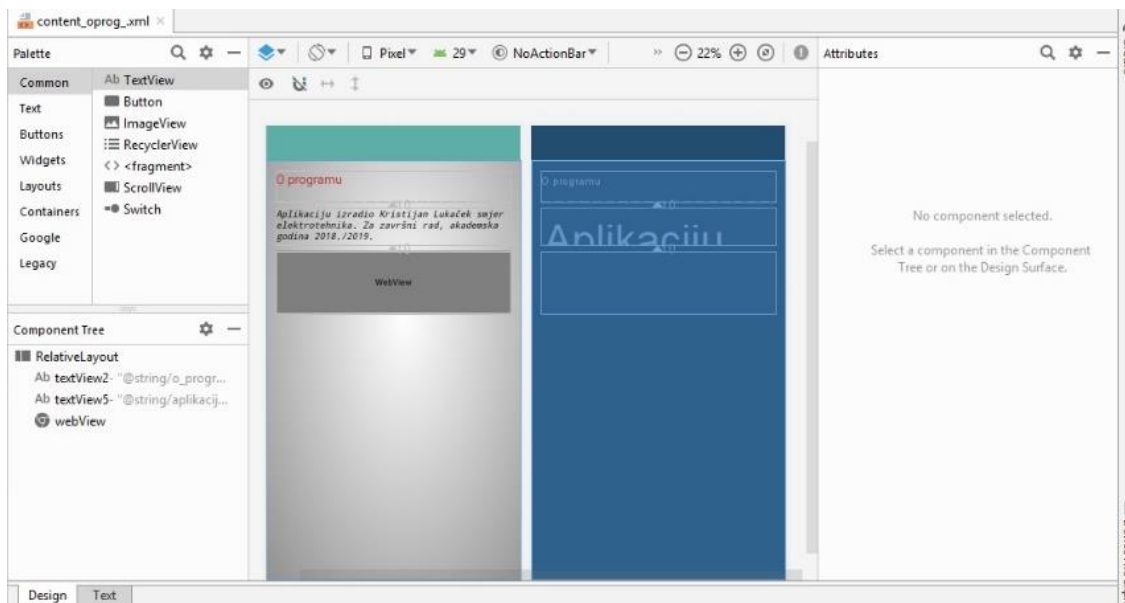 content_oprog_.xml
Palette
Common
Text
Buttons
Widgets
Layouts
Containers
Google
Legacy
Ab TextView
Button
ImageView
RecyclerView
<fragment>
ScrollView
Switch
Component Tree
RelativeLayout
Ab textView2- "@string/o_progr...
Ab textView5- "@string/aplikacij...
webView
Pixel
29
NoActionBar
22%
O programu
Aplikaciju izradio Kristijan Lukaček smjer
elektrotehnika. Za završni rad, akademska
godina 2018./2019.
WebView
O programu
Aplikaciju
Attributes
No component selected.
Select a component in the Component
Tree or on the Design Surface.
Design
Text